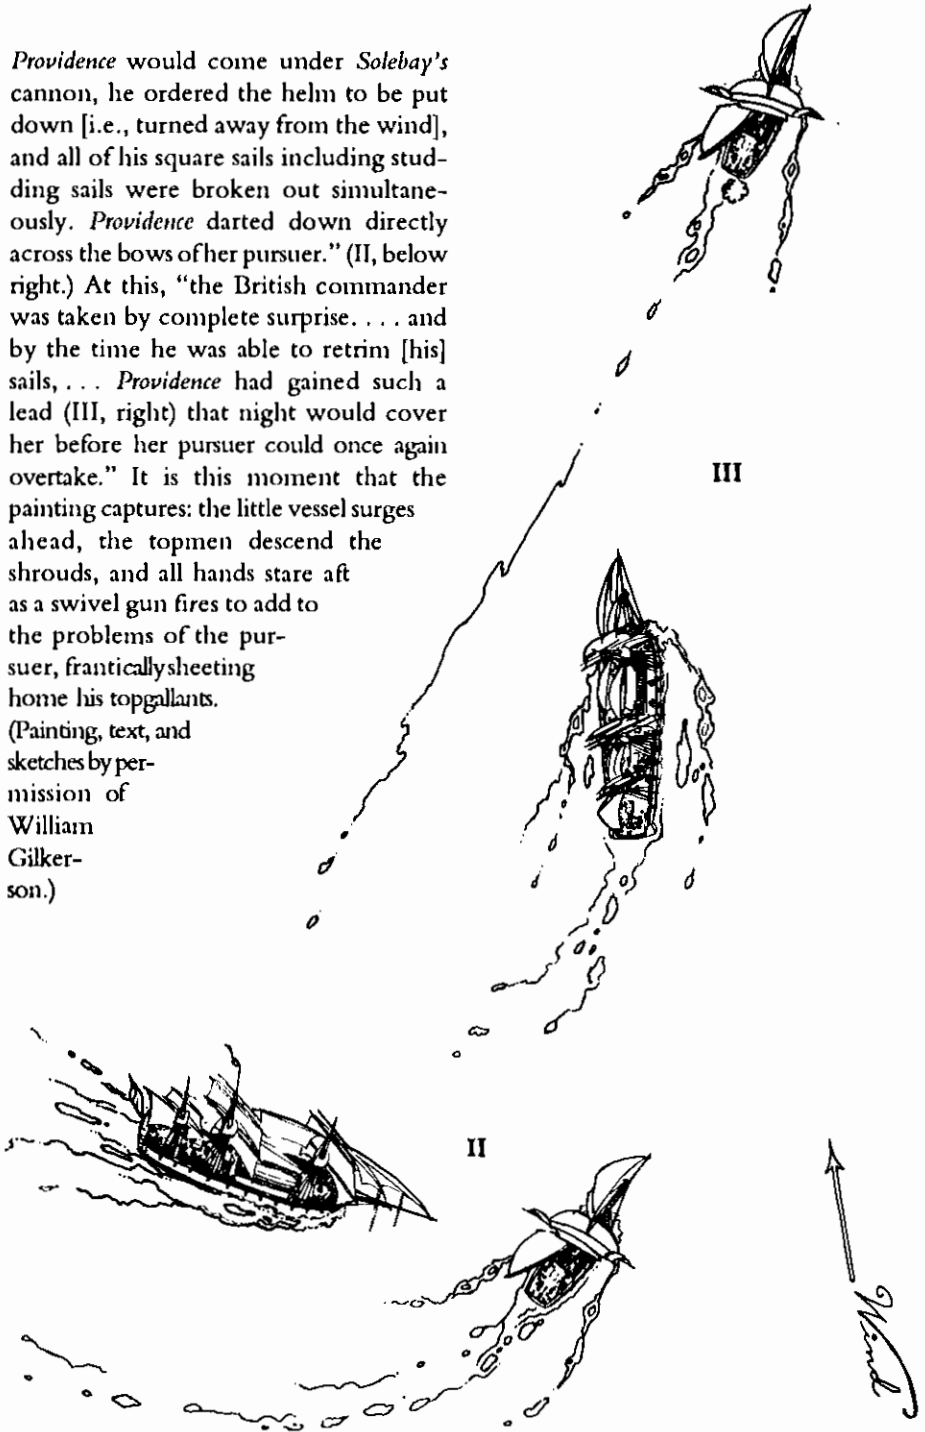 Providence would come under Solebay's
cannon, he ordered the helm to be put
down [i.e., turned away from the wind],
and all of his square sails including stud-
ding sails were broken out simultane-
ously. Providence darted down directly
across the bows of her pursuer." (II, below
right.) At this, "the British commander
was taken by complete surprise. . . . and
by the time he was able to retrim [his]
sails, . . . Providence had gained such a
lead (III, right) that night would cover
her before her pursuer could once again
overtake." It is this moment that the
painting captures: the little vessel surges
ahead, the topmen descend the
shrouds, and all hands stare aft
as a swivel gun fires to add to
the problems of the pur-
suer, frantically sheeting
home his topgallants.
(Painting, text, and
sketches by per-
mission of
William
Gilker-
son.)
III
II
Wind